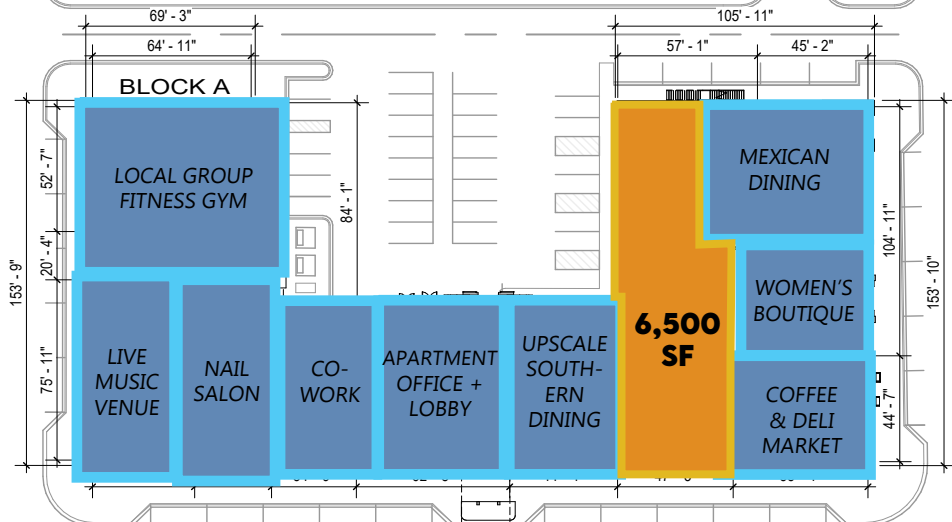 69' - 3"
105' - 11"
64' - 11"
57' - 1"
45' - 2"
BLOCK A
52' - 7"
20' - 4"
75' - 11"
153' - 9"
84' - 1"
104' - 11"
44' - 7"
153' - 10"
LOCAL GROUP
FITNESS GYM
MEXICAN
DINING
WOMEN'S
BOUTIQUE
LIVE
MUSIC
VENUE
NAIL
SALON
CO-
WORK
APARTMENT
OFFICE +
LOBBY
UPSCALE
SOUTH-
ERN
DINING
6,500
SF
COFFEE
& DELI
MARKET